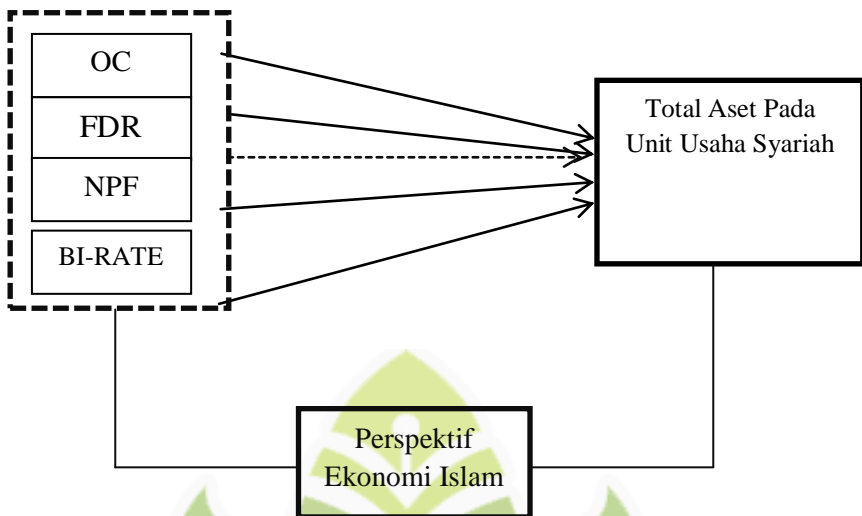 OC
FDR
NPF
BI-RATE
Total Aset Pada
Unit Usaha Syariah
Perspektif
Ekonomi Islam